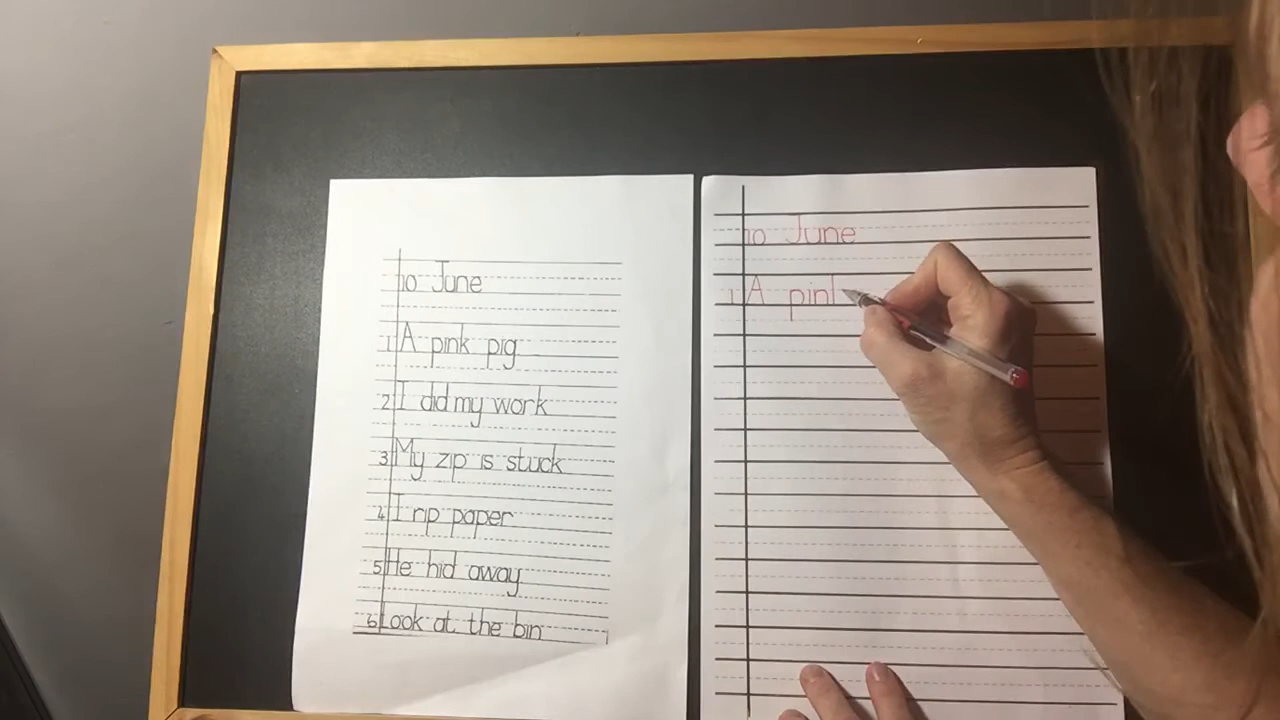 10 June
1 A pink pig
2 I did my work
3 My zip is stuck
4 I rip paper
5 He hid away
6 Look at the bin
10 June
1 A pin